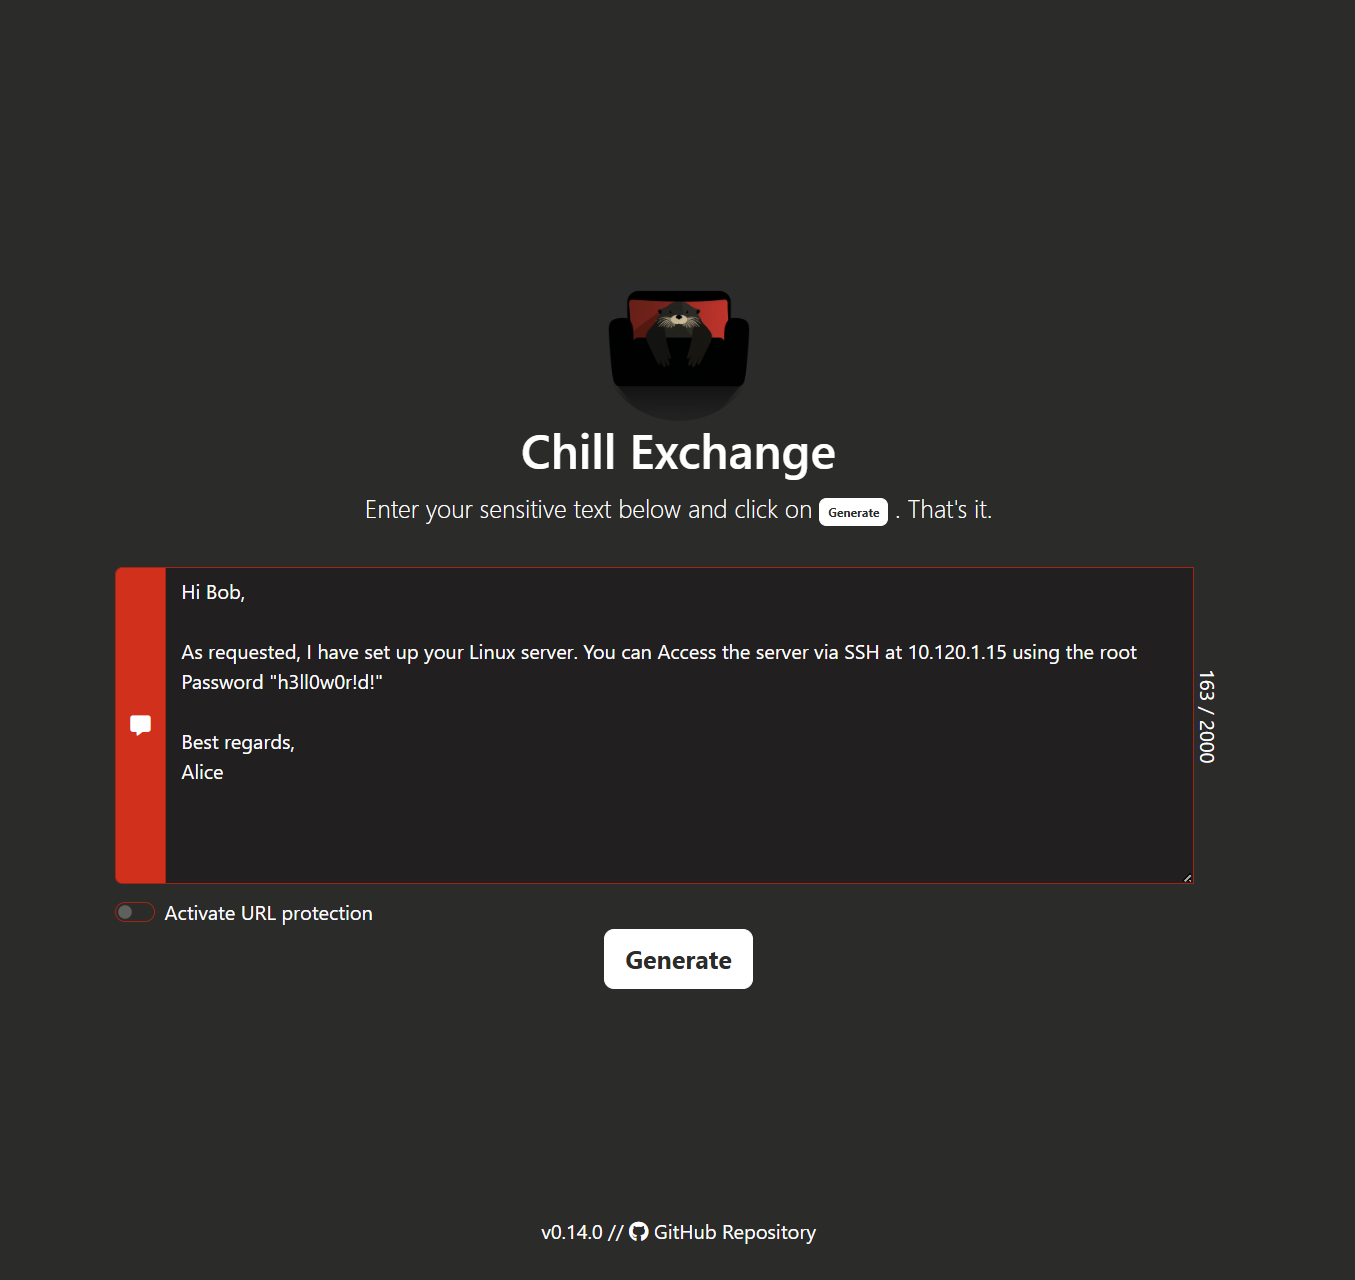 Chill Exchange
Enter your sensitive text below and click on Generate . That's it.
Hi Bob,
As requested, I have set up your Linux server. You can Access the server via SSH at 10.120.1.15 using the root
Password "h3ll0w0r!d!"
Best regards,
Alice
163 / 2000
Activate URL protection
Generate
v0.14.0 // GitHub Repository